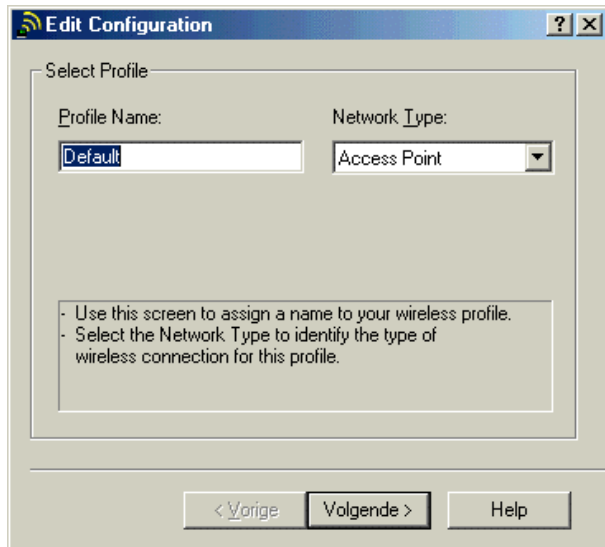 Edit Configuration
Select Profile
Profile Name:
Network Type:
Default
Access Point
- Use this screen to assign a name to your wireless profile.
- Select the Network Type to identify the type of
wireless connection for this profile.
< Vorige
Volgende >
Help